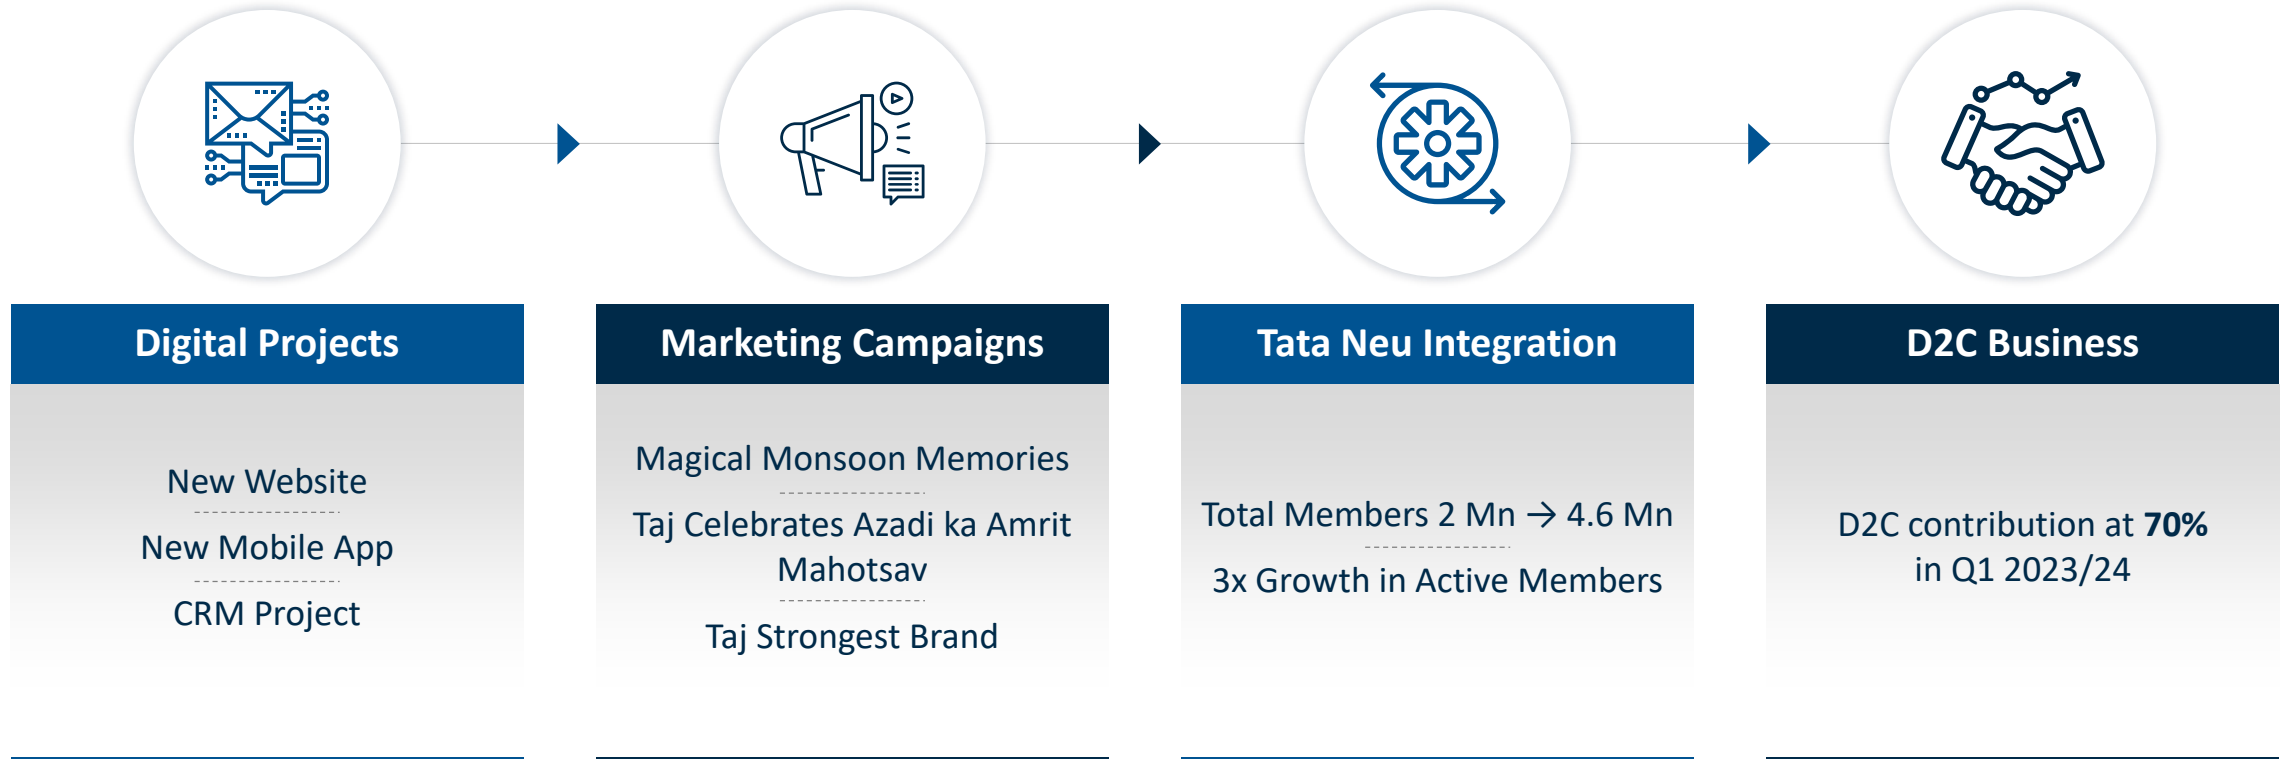 Digital Projects
New Website
New Mobile App
CRM Project
Marketing Campaigns
Magical Monsoon Memories
Taj Celebrates Azadi ka Amrit
Mahotsav
Taj Strongest Brand
Tata Neu Integration
Total Members 2 Mn → 4.6 Mn
3x Growth in Active Members
D2C Business
D2C contribution at 70%
in Q1 2023/24